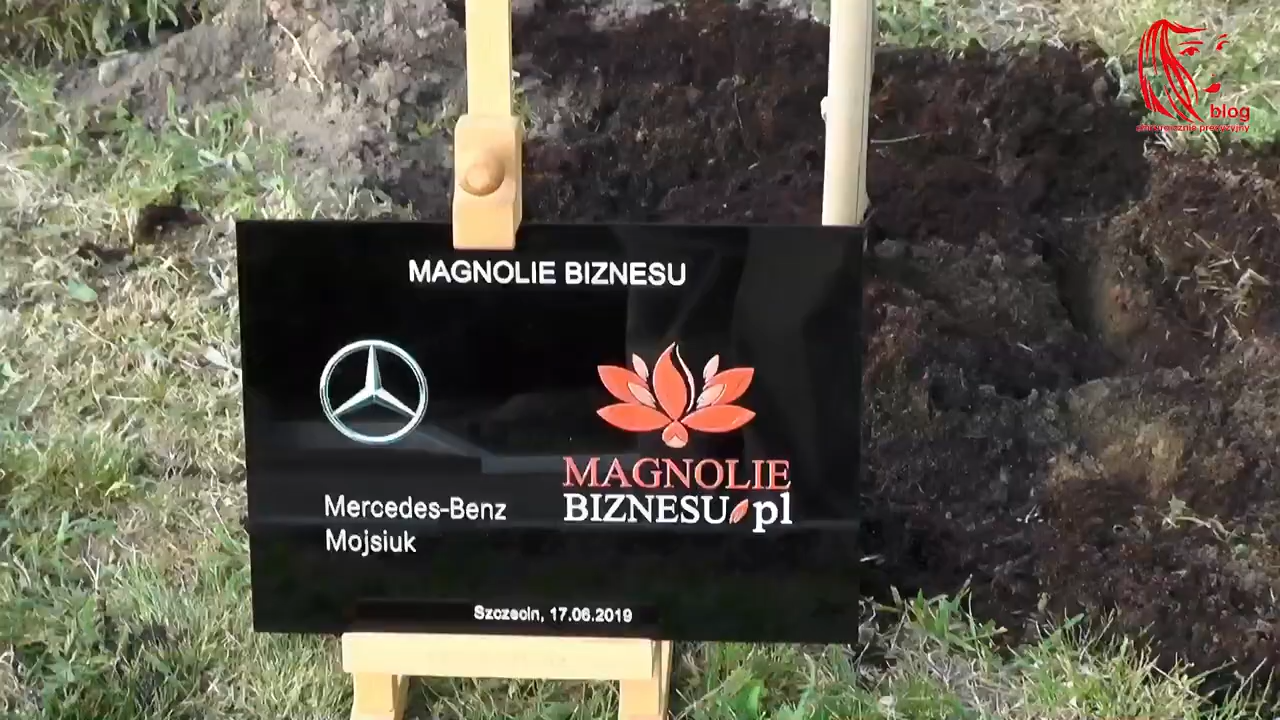 blog
MAGNOLIE BIZNESU
MAGNOLIE
BIZNESU.pl
Mercedes-Benz
Mojsiuk
Szczecin, 17.06.2019